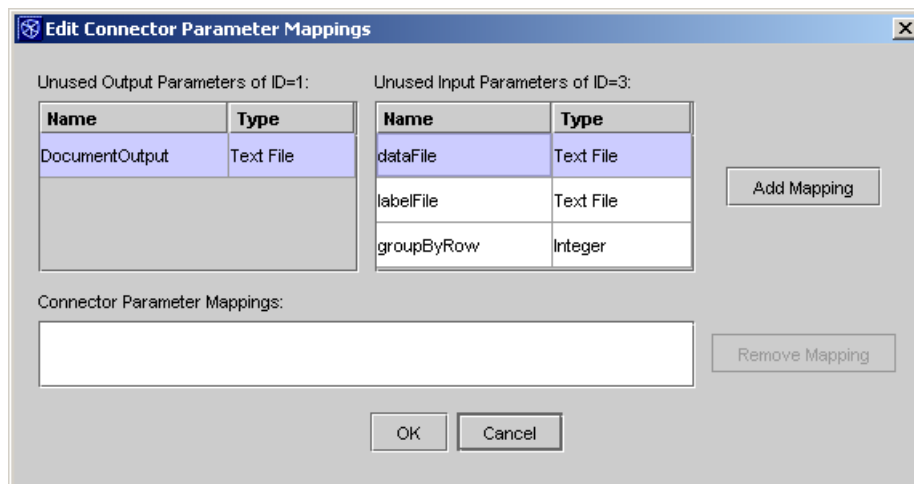 Edit Connector Parameter Mappings
Unused Output Parameters of ID=1: Unused Input Parameters of ID=3:
Name Type Name Type
DocumentOutput Text File dataFile Text File
labelFile Text File
Add Mapping
groupByRow Integer
Connector Parameter Mappings:
Remove Mapping
OK Cancel